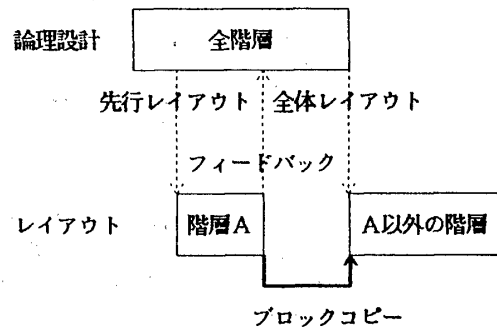 論理設計
全階層
先行レイアウト
全体レイアウト
フィードバック
レイアウト
階層A
A以外の階層
ブロックコピー